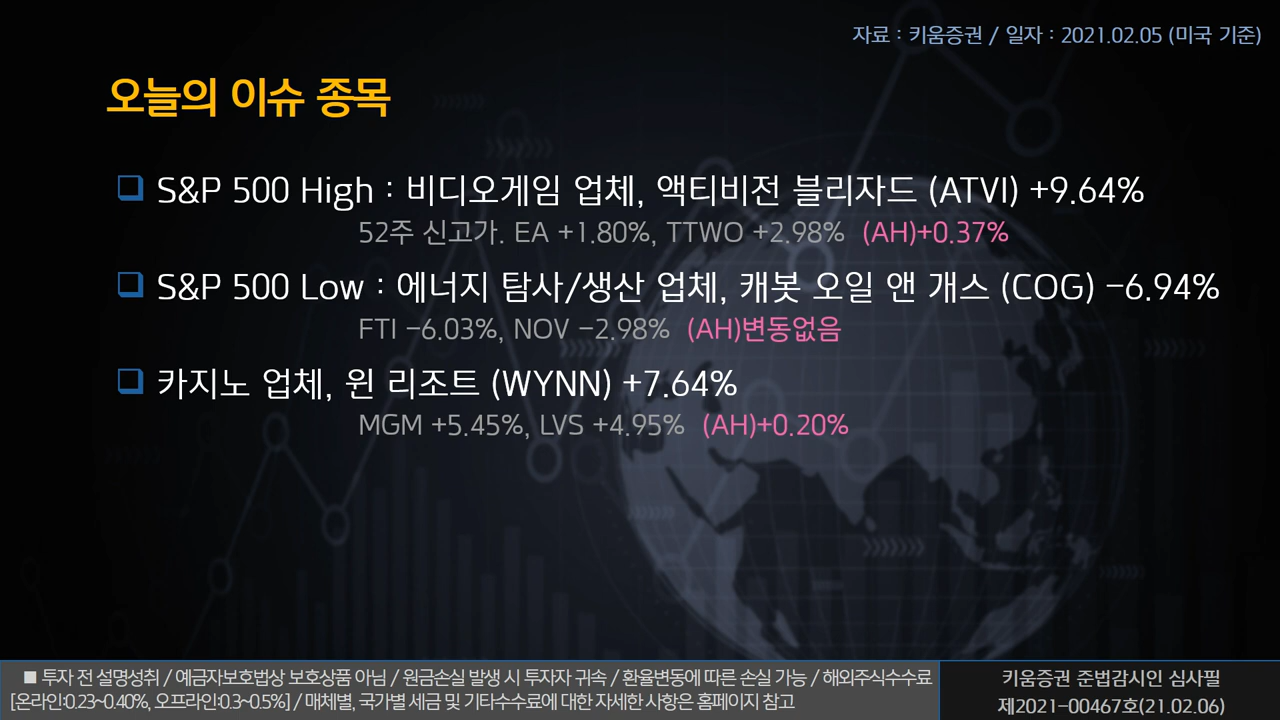 자료 : 키움증권 / 일자 : 2021.02.05 (미국 기준)
오늘의 이슈 종목
❑ S&P 500 High : 비디오게임 업체, 액티비전 블리자드 (ATVI) +9.64%
52주 신고가. EA +1.80%, TTWO +2.98% (AH)+0.37%
❑ S&P 500 Low : 에너지 탐사/생산 업체, 캐봇 오일 앤 개스 (COG) -6.94%
FTI -6.03%, NOV -2.98% (AH)변동없음
❑ 카지노 업체, 윈 리조트 (WYNN) +7.64%
MGM +5.45%, LVS +4.95% (AH)+0.20%
■ 투자 전 설명성취 / 예금자보호법상 보호상품 아님 / 원금손실 발생 시 투자자 귀속 / 환율변동에 따른 손실 가능 / 해외주식수수료
[온라인:0.23~0.40%, 오프라인:0.3~0.5%] / 매체별, 국가별 세금 및 기타수수료에 대한 자세한 사항은 홈페이지 참고
키움증권 준법감시인 심사필
제2021-00467호(21.02.06)